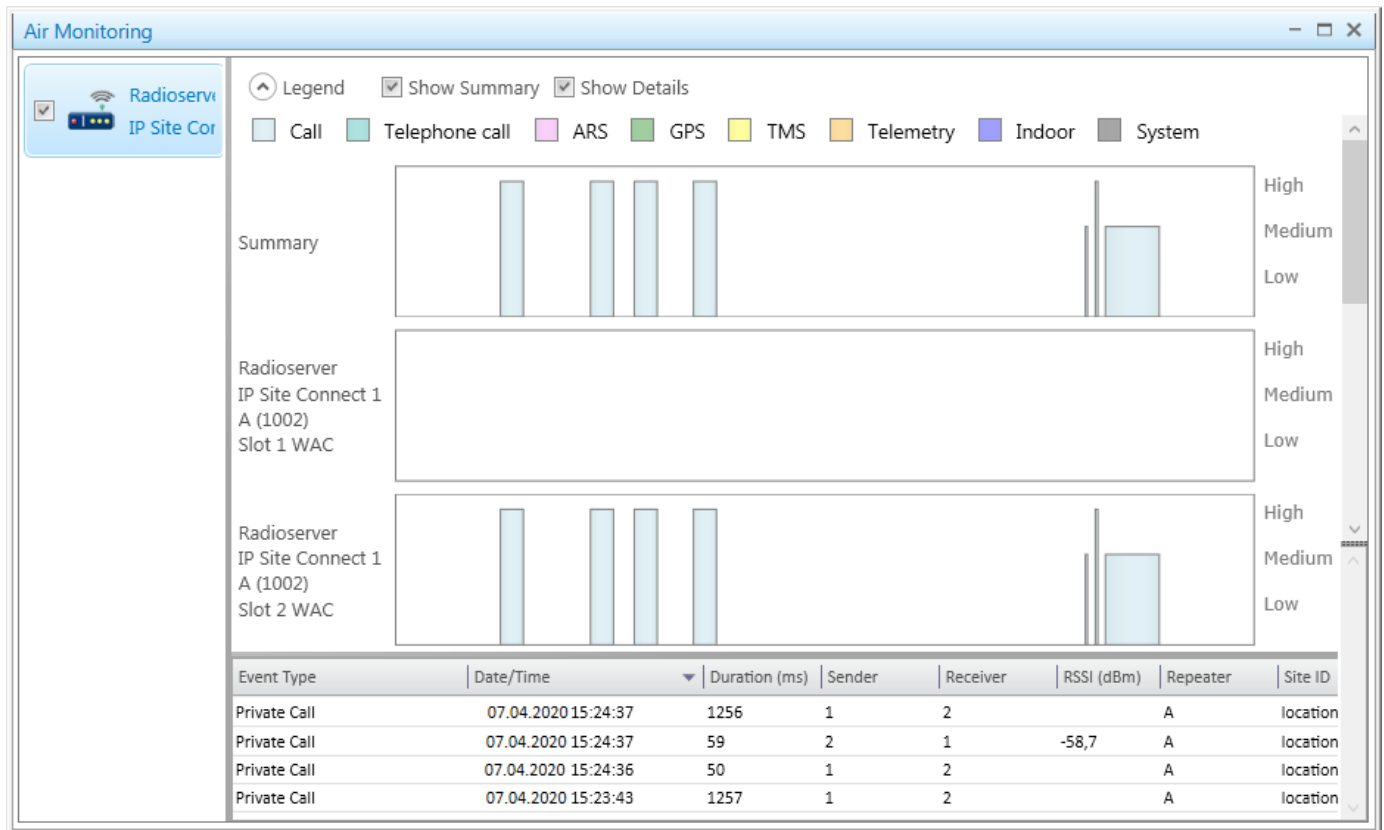 Air Monitoring
Radioserve
IP Site Cor
Legend Show Summary Show Details
Call Telephone call ARS GPS TMS Telemetry Indoor System
Summary
High
Medium
Low
Radioserver
IP Site Connect 1
A (1002)
Slot 1 WAC
High
Medium
Low
Radioserver
IP Site Connect 1
A (1002)
Slot 2 WAC
High
Medium
Low
Event Type Date/Time Duration (ms) Sender Receiver RSSI (dBm) Repeater Site ID
Private Call 07.04.2020 15:24:37 1256 1 2 A location
Private Call 07.04.2020 15:24:37 59 2 1 -58,7 A location
Private Call 07.04.2020 15:24:36 50 1 2 A location
Private Call 07.04.2020 15:23:43 1257 1 2 A location